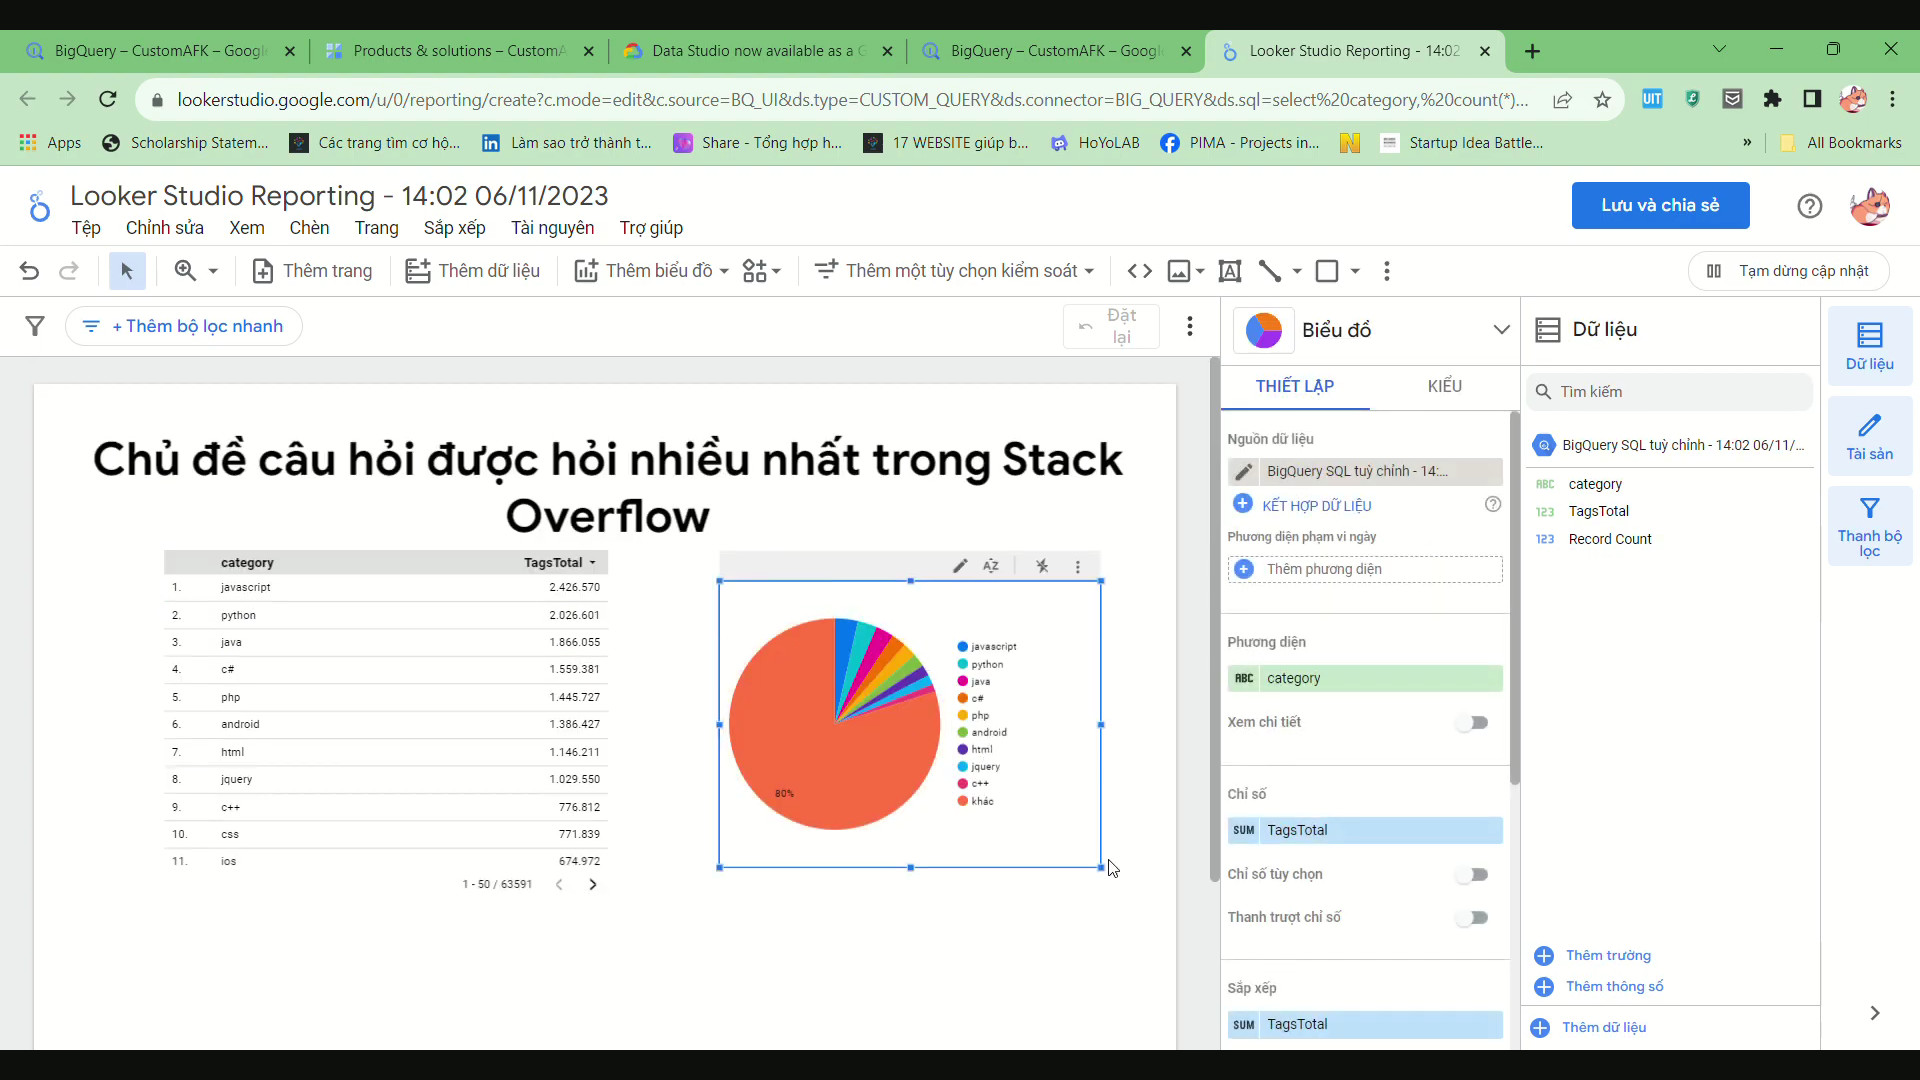 BigQuery – CustomAFK – Googl
Products & solutions – CustomA
Data Studio now available as a G
BigQuery – CustomAFK – Google
Looker Studio Reporting - 14:02
lookerstudio.google.com/u/0/reporting/create?c.mode=edit&c.source=BQ_UI&ds.type=CUSTOM_QUERY&ds.connector=BIG_QUERY&ds.sql=select%20category,%20count(*)...
UIT
Apps
Scholarship Statem...
Các trang tìm cơ hộ...
Làm sao trở thành t...
Share - Tổng hợp h...
17 WEBSITE giúp b...
HoYoLAB
PIMA - Projects in...
Startup Idea Battle...
»
All Bookmarks
Looker Studio Reporting - 14:02 06/11/2023
Tệp
Chỉnh sửa
Xem
Chèn
Trang
Sắp xếp
Tài nguyên
Trợ giúp
Lưu và chia sẻ
Thêm trang
Thêm dữ liệu
Thêm biểu đồ
Thêm một tùy chọn kiểm soát
Tạm dừng cập nhật
+ Thêm bộ lọc nhanh
Đặt
lại
Chủ đề câu hỏi được hỏi nhiều nhất trong Stack
Overflow
category TagsTotal
1. javascript 2.426.570
2. python 2.026.601
3. java 1.866.055
4. c# 1.559.381
5. php 1.445.727
6. android 1.386.427
7. html 1.146.211
8. jquery 1.029.550
9. c++ 776.812
10. css 771.839
11. ios 674.972
1 - 50 / 63591
80%
javascript
python
java
c#
php
android
html
jquery
c++
khác
Biểu đồ
THIẾT LẬP
KIỂU
Nguồn dữ liệu
BigQuery SQL tuỳ chỉnh - 14:...
KẾT HỢP DỮ LIỆU
Phương diện phạm vi ngày
Thêm phương diện
Phương diện
ABC category
Xem chi tiết
Chỉ số
SUM TagsTotal
Chỉ số tùy chọn
Thanh trượt chỉ số
Sắp xếp
SUM TagsTotal
Dữ liệu
Tìm kiếm
BigQuery SQL tuỳ chỉnh - 14:02 06/11/...
ABC category
123 TagsTotal
123 Record Count
Thêm trường
Thêm thông số
Thêm dữ liệu
Dữ liệu
Tài sản
Thanh bộ
lọc